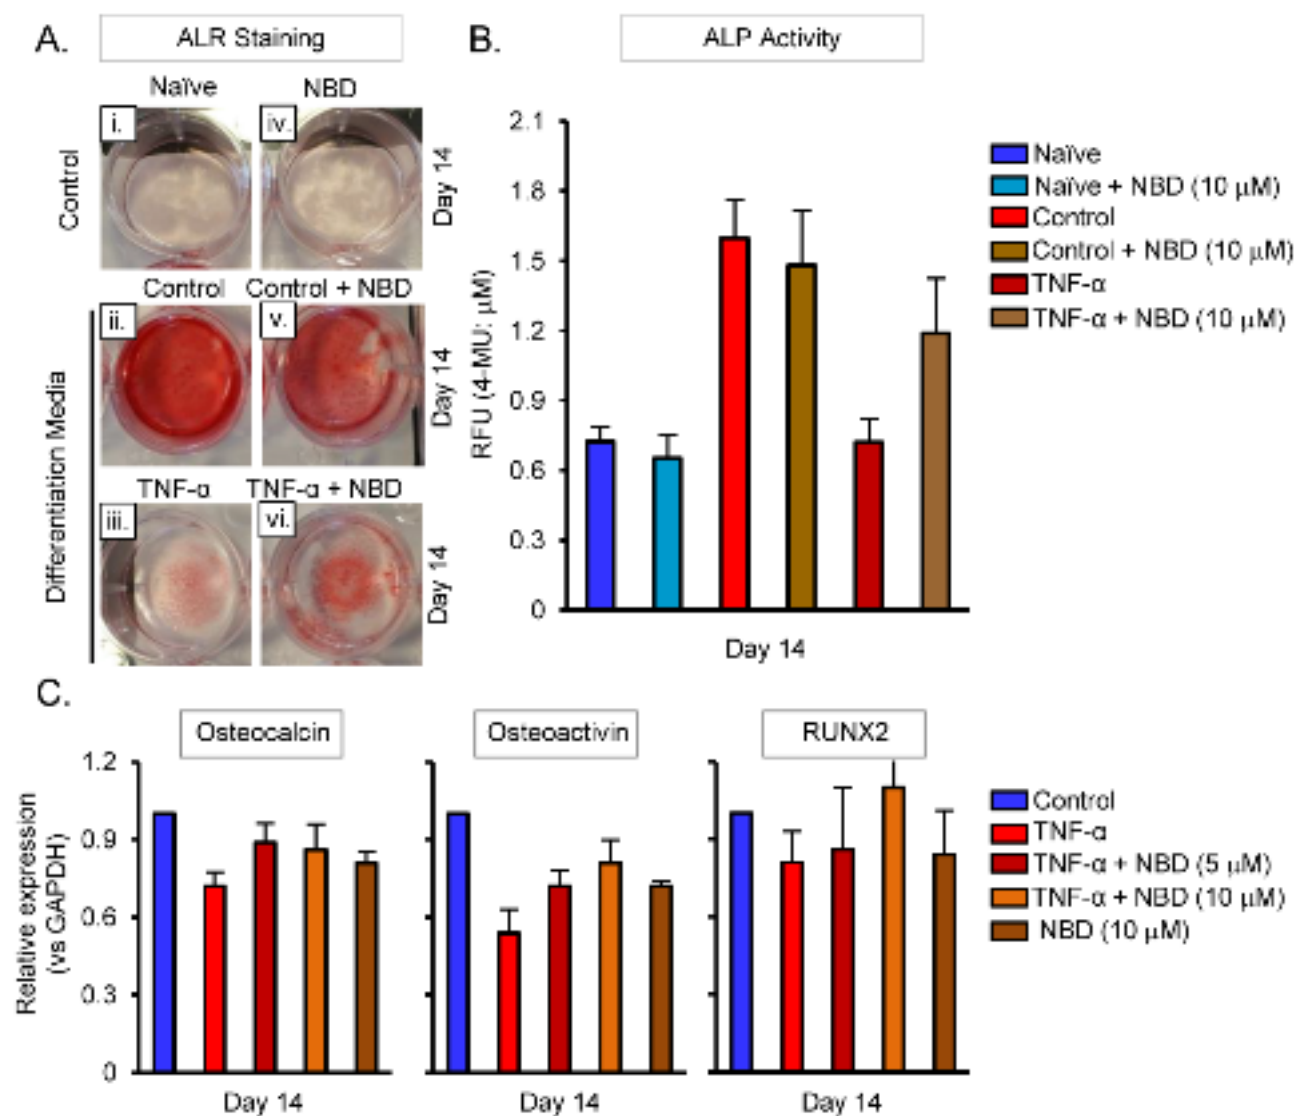 A.
ALR Staining
Naïve
NBD
i.
iv.
Control
Day 14
Control
Control + NBD
ii.
v.
Day 14
Differentiation Media
TNF-α
TNF-α + NBD
iii.
vi.
Day 14
B.
ALP Activity
2.1
1.8
1.5
1.2
0.9
0.6
0.3
0
RFU (4-MU: µM)
Day 14
Naïve
Naïve + NBD (10 µM)
Control
Control + NBD (10 µM)
TNF-α
TNF-α + NBD (10 µM)
C.
Osteocalcin
Osteoactivin
RUNX2
1.2
0.9
0.6
0.3
0
Relative expression
(vs GAPDH)
Day 14
Day 14
Day 14
Control
TNF-α
TNF-α + NBD (5 µM)
TNF-α + NBD (10 µM)
NBD (10 µM)